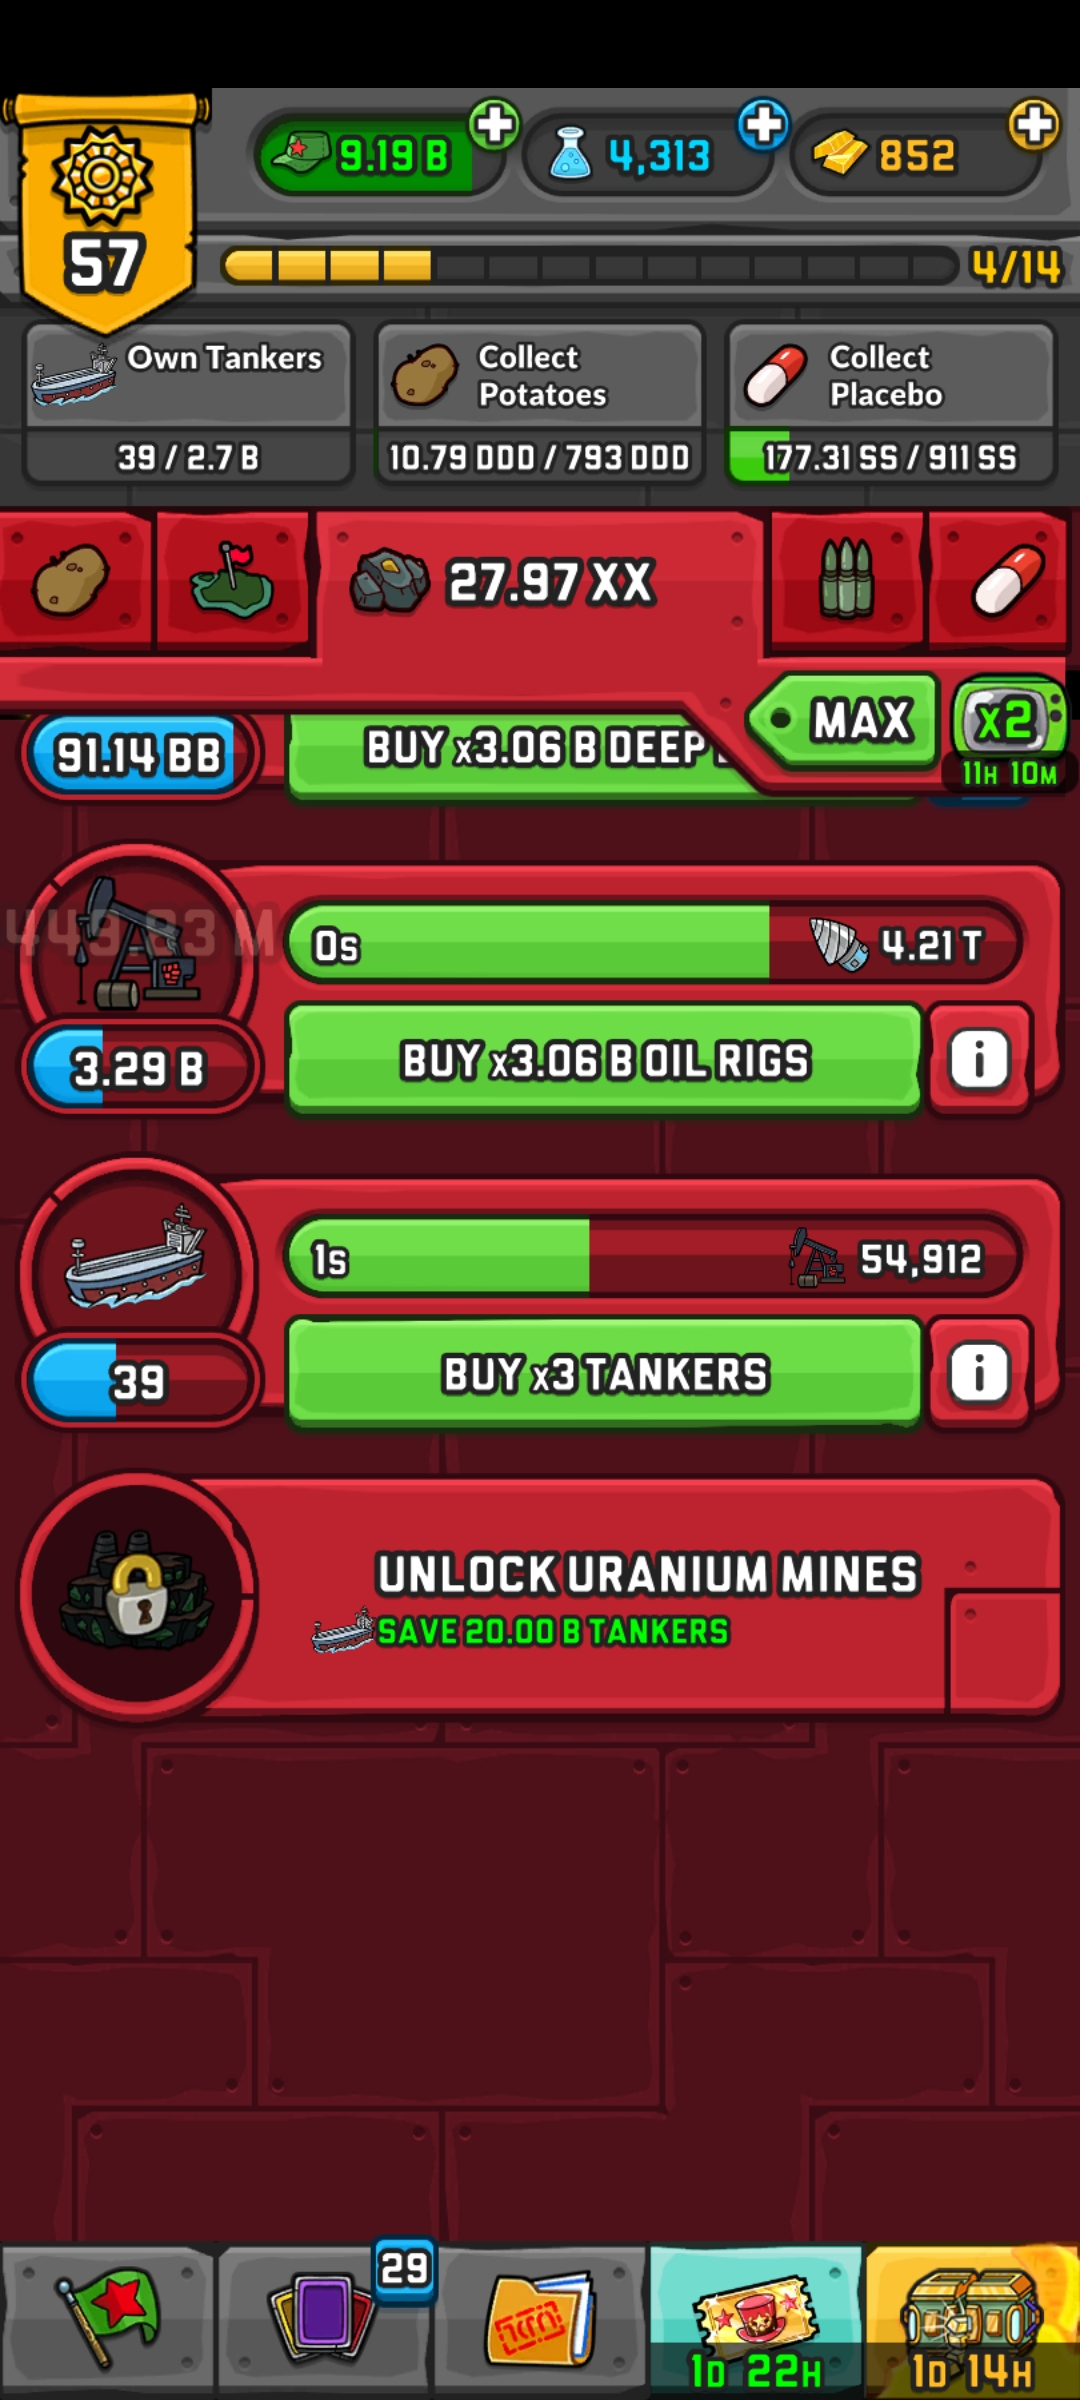 57
9.19 B
4,313
852
4/14
Own Tankers
39 / 2.7 B
Collect
Potatoes
10.79 DDD / 793 DDD
Collect
Placebo
177.31 SS / 911 SS
27.97 XX
MAX
x2
11H 10M
91.14 BB
BUY x3.06 B DEEP
449.83 M
0s
4.21 T
3.29 B
BUY x3.06 B OIL RIGS
i
1s
54,912
39
BUY x3 TANKERS
i
UNLOCK URANIUM MINES
SAVE 20.00 B TANKERS
29
1D 22H
1D 14H